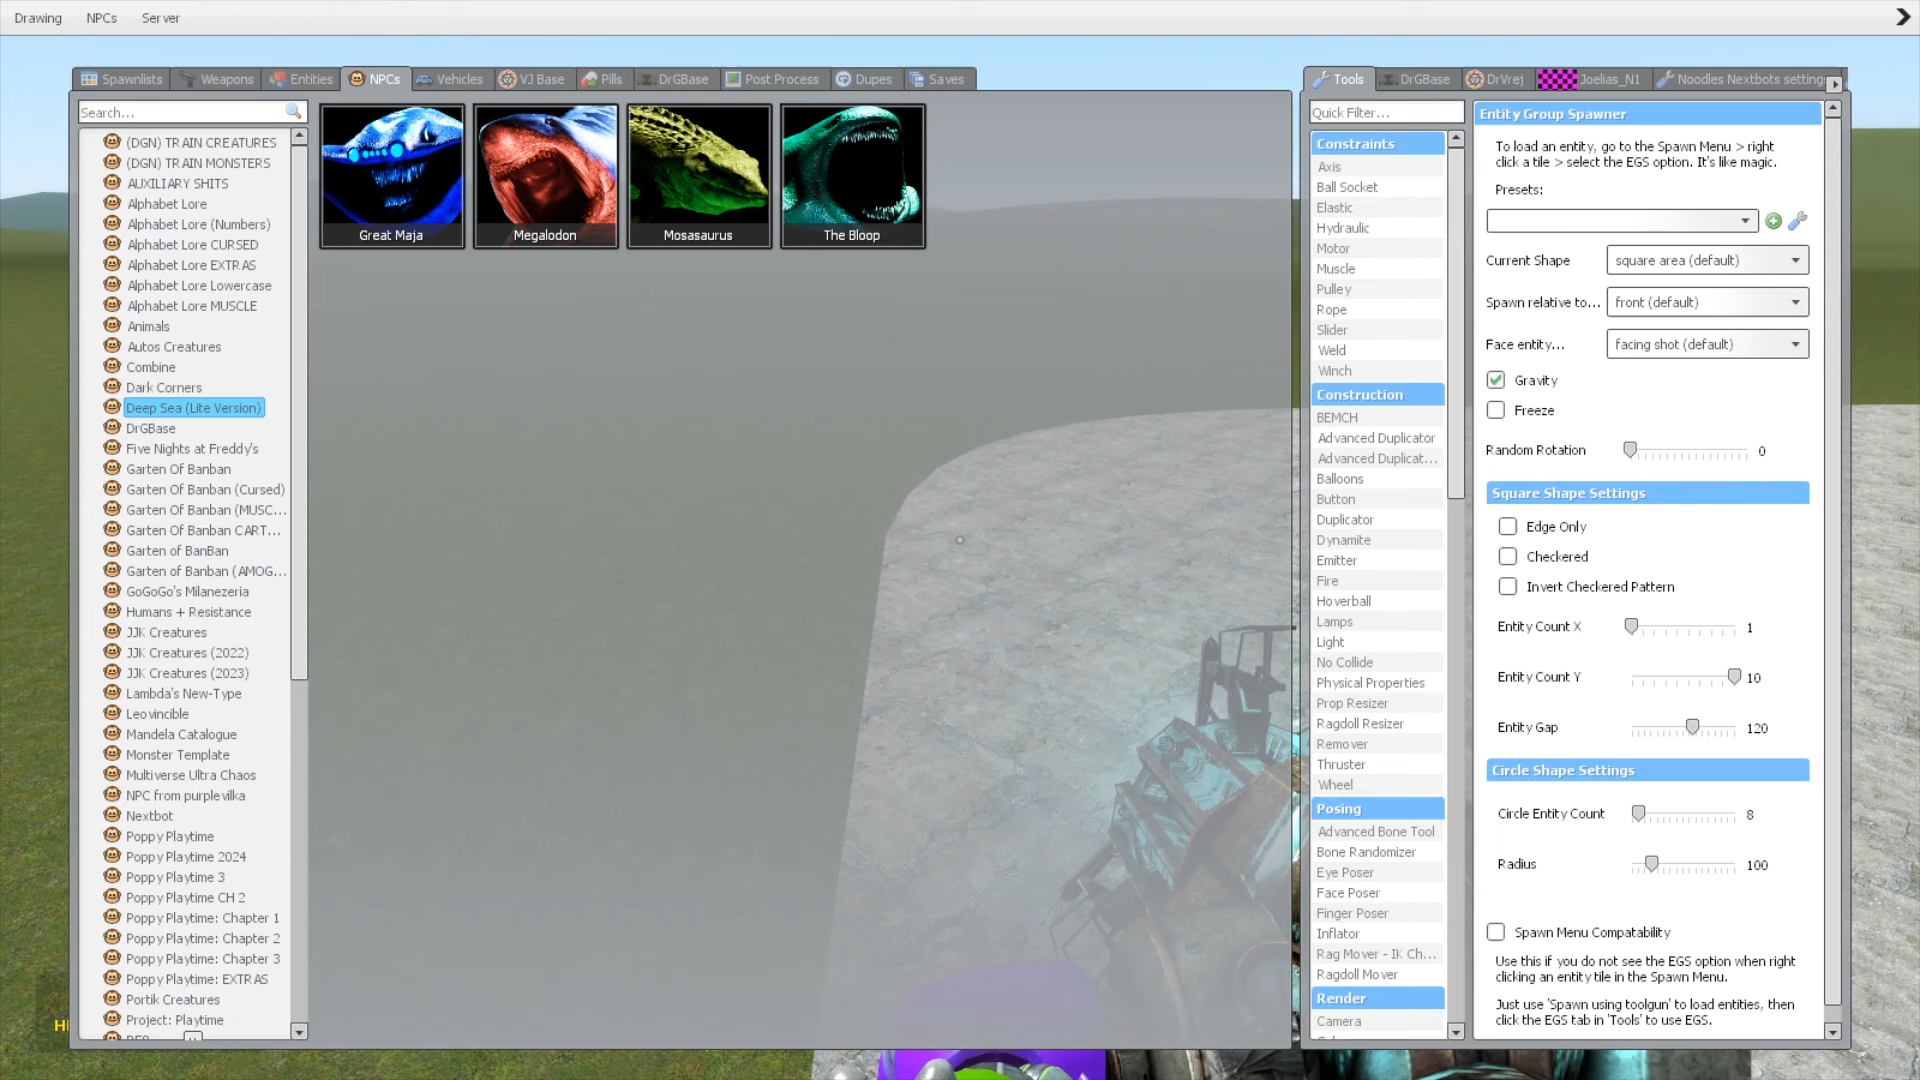 Drawing NPCs Server
Spawnlists Weapons Entities NPCs Vehicles VJ Base Pills DrGBase Post Process Dupes Saves
Search...
(DGN) TRAIN CREATURES
(DGN) TRAIN MONSTERS
AUXILIARY SHITS
Alphabet Lore
Alphabet Lore (Numbers)
Alphabet Lore CURSED
Alphabet Lore EXTRAS
Alphabet Lore Lowercase
Alphabet Lore MUSCLE
Animals
Autos Creatures
Combine
Dark Corners
Deep Sea (Lite Version)
DrGBase
Five Nights at Freddy's
Garten Of Banban
Garten Of Banban (Cursed)
Garten Of Banban (MUSC...
Garten Of Banban CART...
Garten of BanBan
Garten of Banban (AMOG...
GoGoGo's Milanezeria
Humans + Resistance
JJK Creatures
JJK Creatures (2022)
JJK Creatures (2023)
Lambda's New-Type
Leovincible
Mandela Catalogue
Monster Template
Multiverse Ultra Chaos
NPC from purplevilka
Nextbot
Poppy Playtime
Poppy Playtime 2024
Poppy Playtime 3
Poppy Playtime CH 2
Poppy Playtime: Chapter 1
Poppy Playtime: Chapter 2
Poppy Playtime: Chapter 3
Poppy Playtime: EXTRAS
Portik Creatures
Project: Playtime
Great Maja
Megalodon
Mosasaurus
The Bloop
Tools DrGBase DrVrej Joelias_N1 Noodles Nextbots setting
Quick Filter...
Constraints
Axis
Ball Socket
Elastic
Hydraulic
Motor
Muscle
Pulley
Rope
Slider
Weld
Winch
Construction
BEMCH
Advanced Duplicator
Advanced Duplicat...
Balloons
Button
Duplicator
Dynamite
Emitter
Fire
Hoverball
Lamps
Light
No Collide
Physical Properties
Prop Resizer
Ragdoll Resizer
Remover
Thruster
Wheel
Posing
Advanced Bone Tool
Bone Randomizer
Eye Poser
Face Poser
Finger Poser
Inflator
Rag Mover - IK Ch...
Ragdoll Mover
Render
Camera
Entity Group Spawner
To load an entity, go to the Spawn Menu > right
click a tile > select the EGS option. It's like magic.
Presets:
Current Shape square area (default)
Spawn relative to... front (default)
Face entity... facing shot (default)
Gravity
Freeze
Random Rotation 0
Square Shape Settings
Edge Only
Checkered
Invert Checkered Pattern
Entity Count X 1
Entity Count Y 10
Entity Gap 120
Circle Shape Settings
Circle Entity Count 8
Radius 100
Spawn Menu Compatability
Use this if you do not see the EGS option when right
clicking an entity tile in the Spawn Menu.
Just use 'Spawn using toolgun' to load entities, then
click the EGS tab in 'Tools' to use EGS.